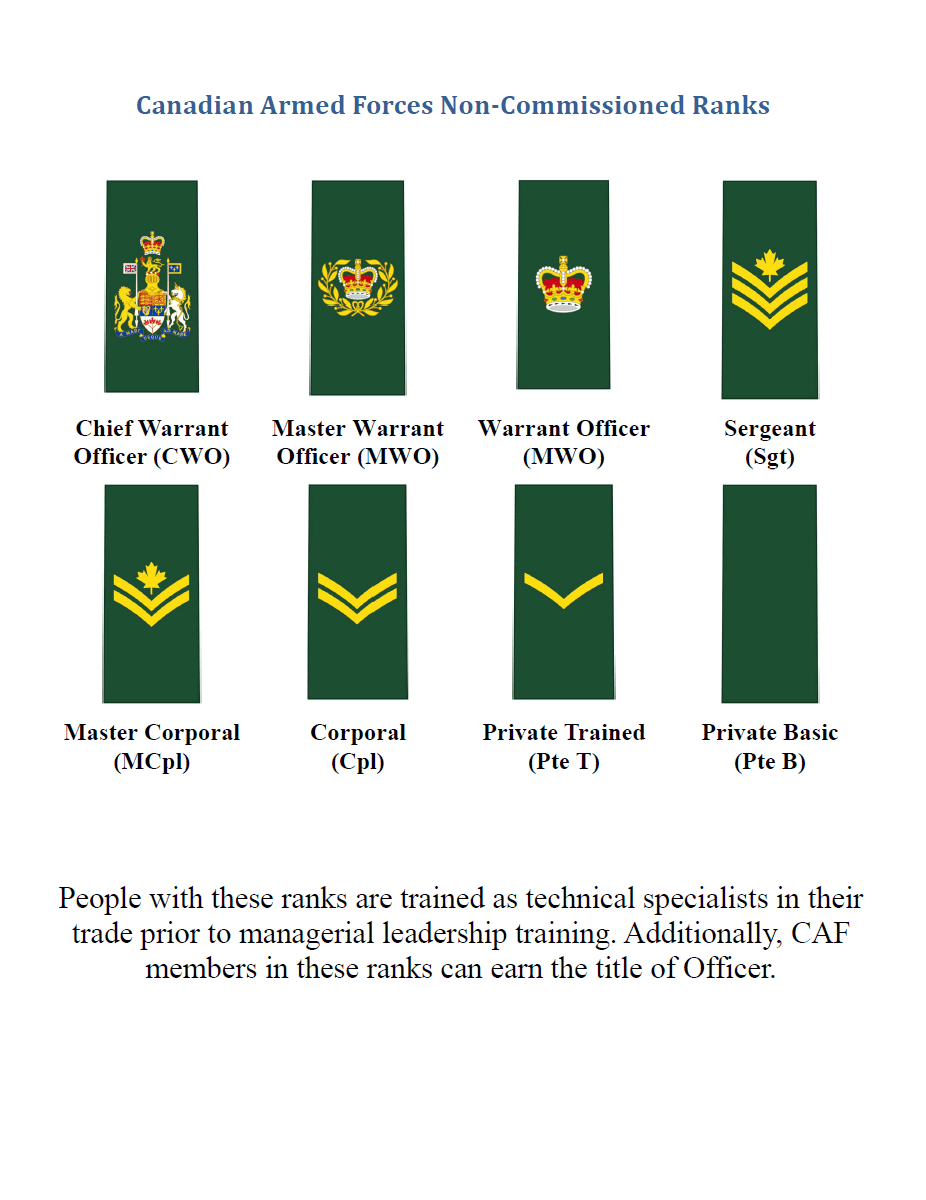 Canadian Armed Forces Non-Commissioned Ranks
Chief Warrant
Officer (CWO)
Master Warrant
Officer (MWO)
Warrant Officer
(MWO)
Sergeant
(Sgt)
Master Corporal
(MCpl)
Corporal
(Cpl)
Private Trained
(Pte T)
Private Basic
(Pte B)
People with these ranks are trained as technical specialists in their
trade prior to managerial leadership training. Additionally, CAF
members in these ranks can earn the title of Officer.